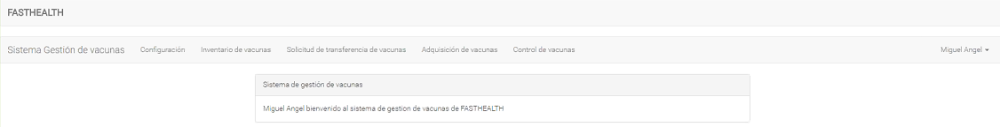 FASTHEALTH
Sistema Gestión de vacunas Configuración Inventario de vacunas Solicitud de transferencia de vacunas Adquisición de vacunas Control de vacunas Miguel Angel
Sistema de gestión de vacunas
Miguel Angel bienvenido al sistema de gestion de vacunas de FASTHEALTH